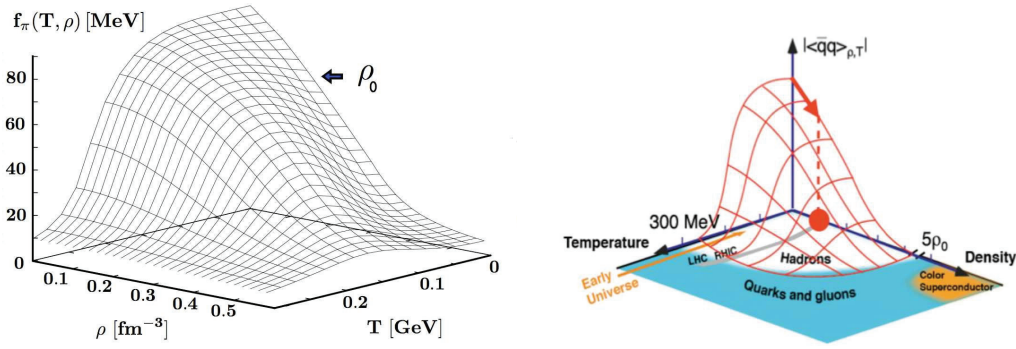 f_π(T, ρ) [MeV]
80
60
40
20
0
0.1
0.2
0.3
0.4
0.5
ρ [fm⁻³]
0.2
0.1
0
T [GeV]
ρ₀
|<q̄q>ρ,T|
300 MeV
Temperature
5ρ₀
Density
LHC
RHIC
Hadrons
Early
Universe
Quarks and gluons
Color
Superconductor